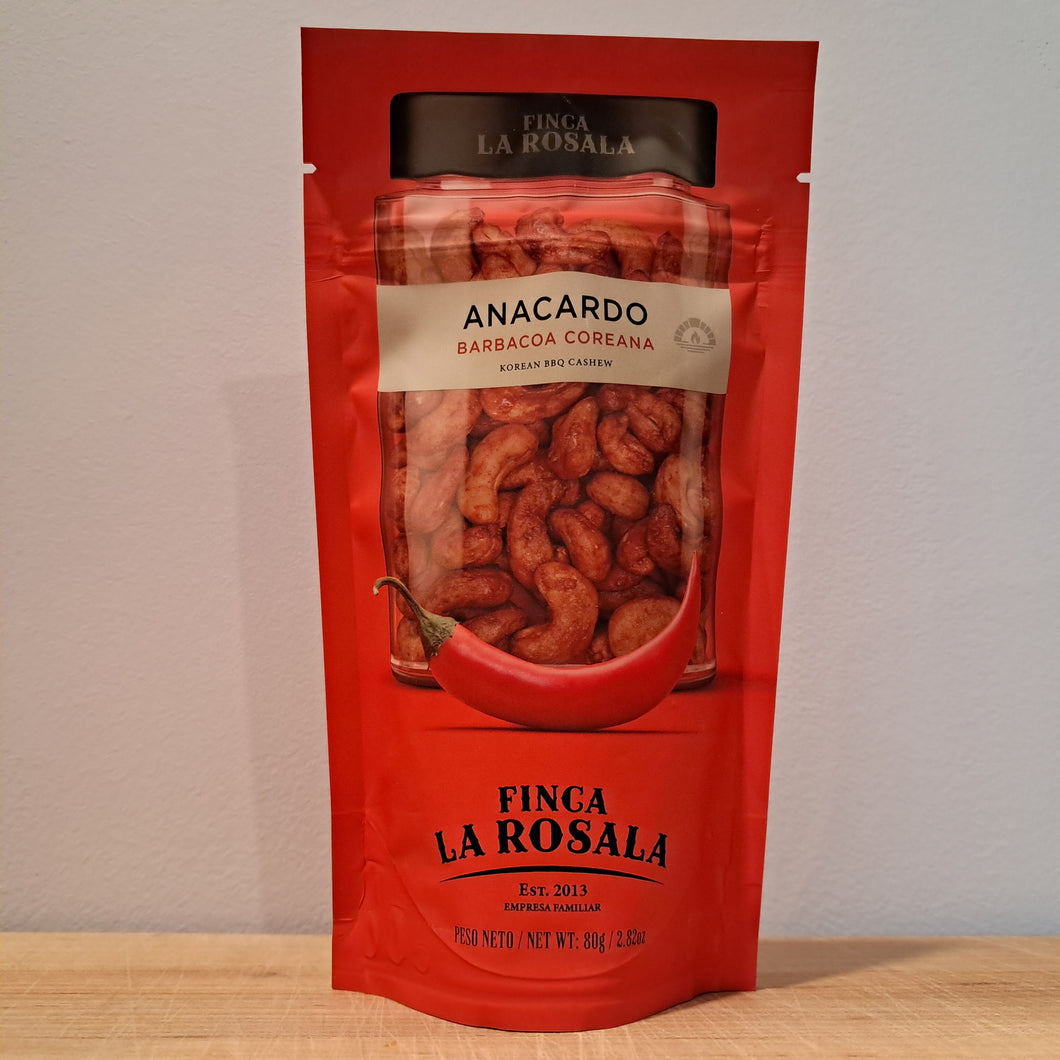 FINCA
LA ROSALA
ANACARDO
BARBACOA COREANA
KOREAN BBQ CASHEW
FINCA
LA ROSALA
EST. 2013
EMPRESA FAMILIAR
PESO NETO / NET WT: 80g / 2.82oz